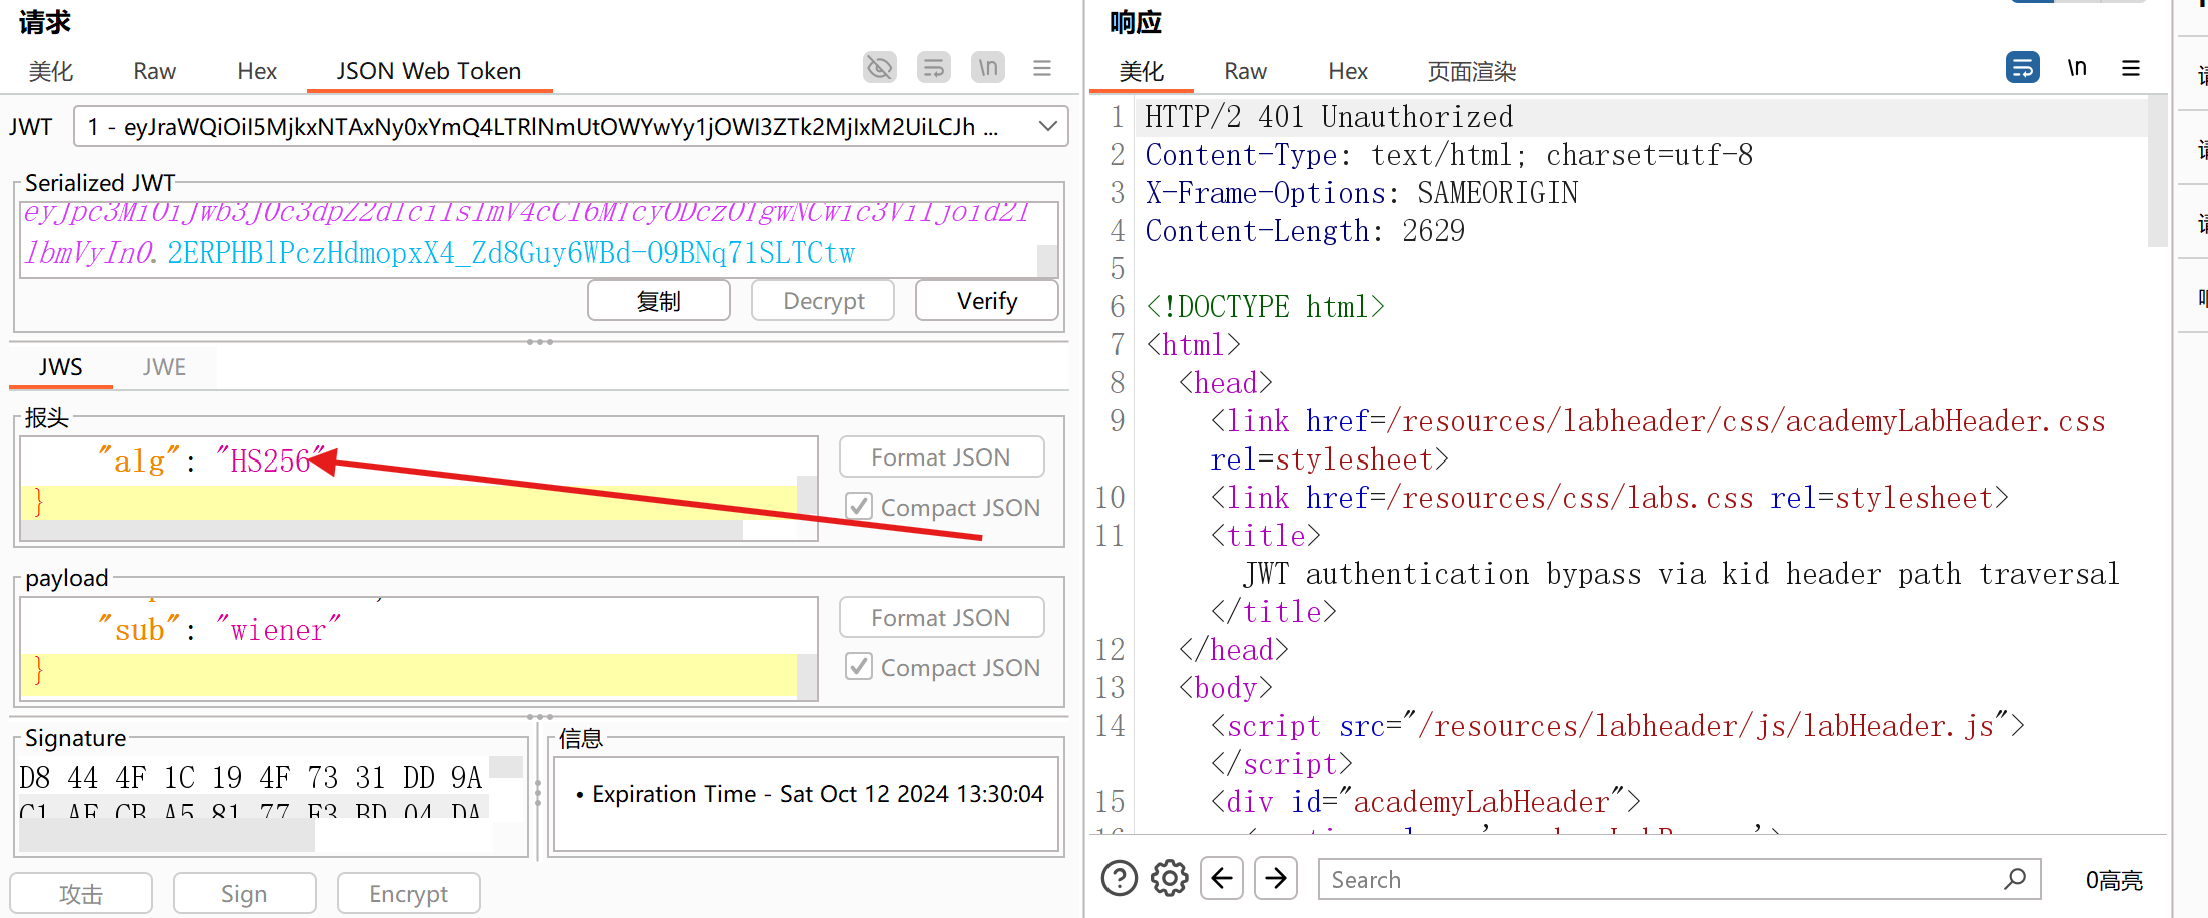 请求
美化 Raw Hex JSON Web Token \n
JWT 1 - eyJraWQiOiI5MjkxNTAxNy0xYmQ4LTRlNmUtOWYwYy1jOWI3ZTk2MjIxM2UiLCJh ...
Serialized JWT
eyJpc3MiOiJwb3J0c3dpZ2dlciIsImV4cCI6MTcyODczOTgwNCwic3ViIjoid2l
lbmVyIn0.2ERPHBlPczHdmopxX4_Zd8Guy6WBd-O9BNq71SLTCtw
复制 Decrypt Verify
JWS JWE
报头
"alg": "HS256"
}
Format JSON
Compact JSON
payload
"sub": "wiener"
}
Format JSON
Compact JSON
Signature
D8 44 4F 1C 19 4F 73 31 DD 9A
C1 AE CB A5 81 77 F3 BD 04 DA
信息
• Expiration Time - Sat Oct 12 2024 13:30:04
攻击 Sign Encrypt
响应
美化 Raw Hex 页面渲染 \n
1 HTTP/2 401 Unauthorized
2 Content-Type: text/html; charset=utf-8
3 X-Frame-Options: SAMEORIGIN
4 Content-Length: 2629
5
6 <!DOCTYPE html>
7 <html>
8 <head>
9 <link href=/resources/labheader/css/academyLabHeader.css
rel=stylesheet>
10 <link href=/resources/css/labs.css rel=stylesheet>
11 <title>
JWT authentication bypass via kid header path traversal
</title>
12 </head>
13 <body>
14 <script src="/resources/labheader/js/labHeader.js">
</script>
15 <div id="academyLabHeader">
Search
0高亮